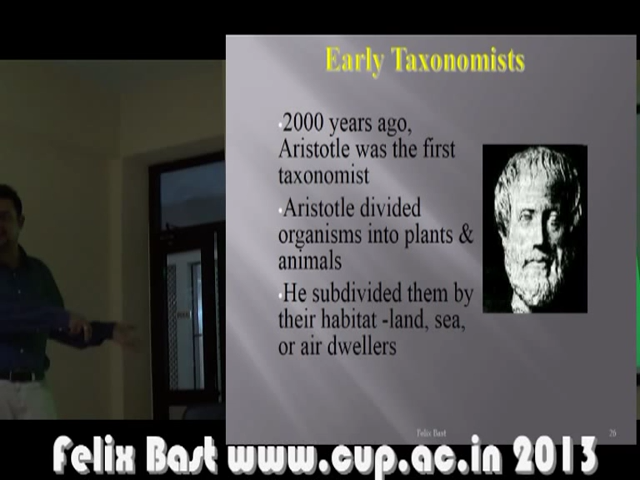 Early Taxonomists
•2000 years ago,
Aristotle was the first
taxonomist
•Aristotle divided
organisms into plants &
animals
•He subdivided them by
their habitat -land, sea,
or air dwellers
Felix Bast
26
Felix Bast www.cup.ac.in 2013